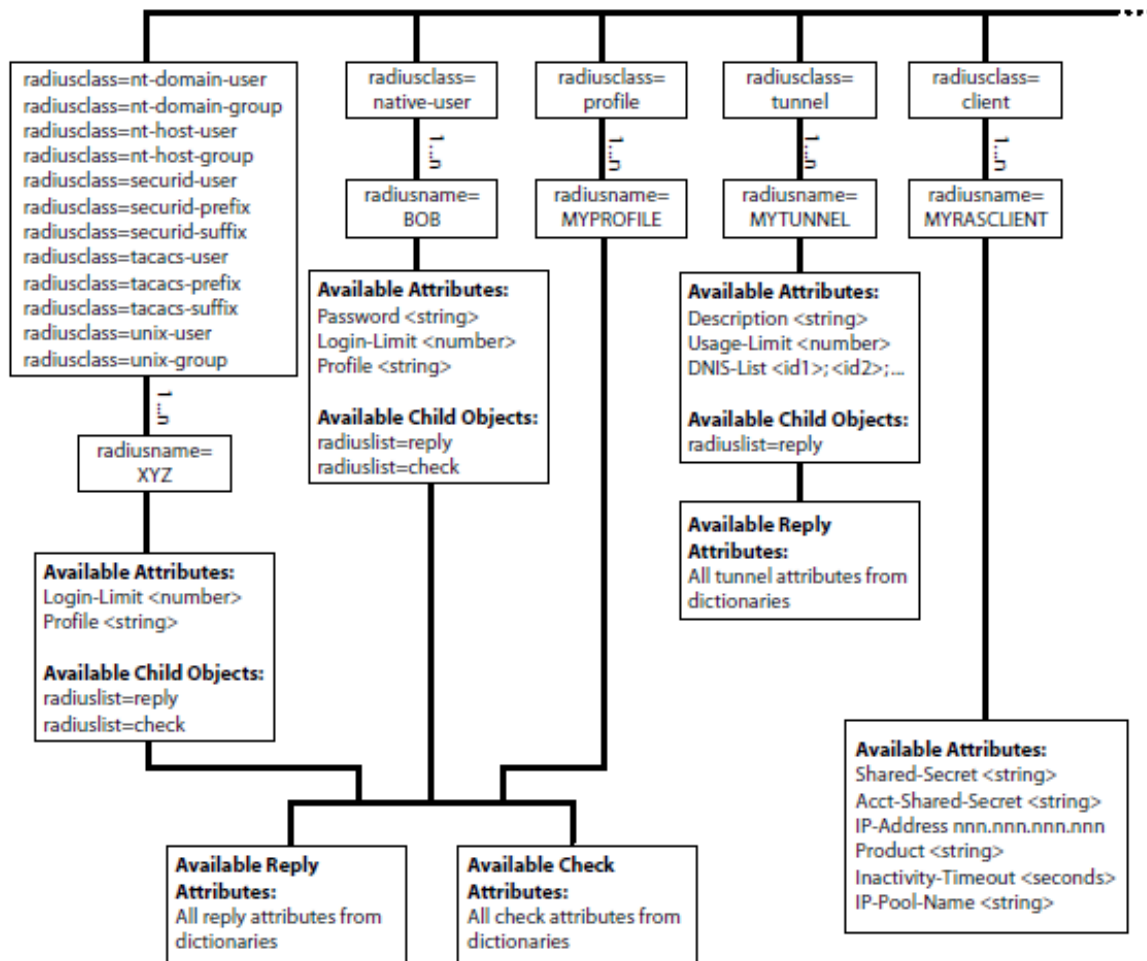 radiusclass=nt-domain-user
radiusclass=nt-domain-group
radiusclass=nt-host-user
radiusclass=nt-host-group
radiusclass=securid-user
radiusclass=securid-prefix
radiusclass=securid-suffix
radiusclass=tacacs-user
radiusclass=tacacs-prefix
radiusclass=tacacs-suffix
radiusclass=unix-user
radiusclass=unix-group
1...n
radiusname=
XYZ
Available Attributes:
Login-Limit <number>
Profile <string>
Available Child Objects:
radiuslist=reply
radiuslist=check
radiusclass=
native-user
1...n
radiusname=
BOB
Available Attributes:
Password <string>
Login-Limit <number>
Profile <string>
Available Child Objects:
radiuslist=reply
radiuslist=check
radiusclass=
profile
1...n
radiusname=
MYPROFILE
Available Reply
Attributes:
All reply attributes from
dictionaries
Available Check
Attributes:
All check attributes from
dictionaries
radiusclass=
tunnel
1...n
radiusname=
MYTUNNEL
Available Attributes:
Description <string>
Usage-Limit <number>
DNIS-List <id1>; <id2>;...
Available Child Objects:
radiuslist=reply
Available Reply
Attributes:
All tunnel attributes from
dictionaries
radiusclass=
client
1...n
radiusname=
MYRASCLIENT
Available Attributes:
Shared-Secret <string>
Acct-Shared-Secret <string>
IP-Address nnn.nnn.nnn.nnn
Product <string>
Inactivity-Timeout <seconds>
IP-Pool-Name <string>